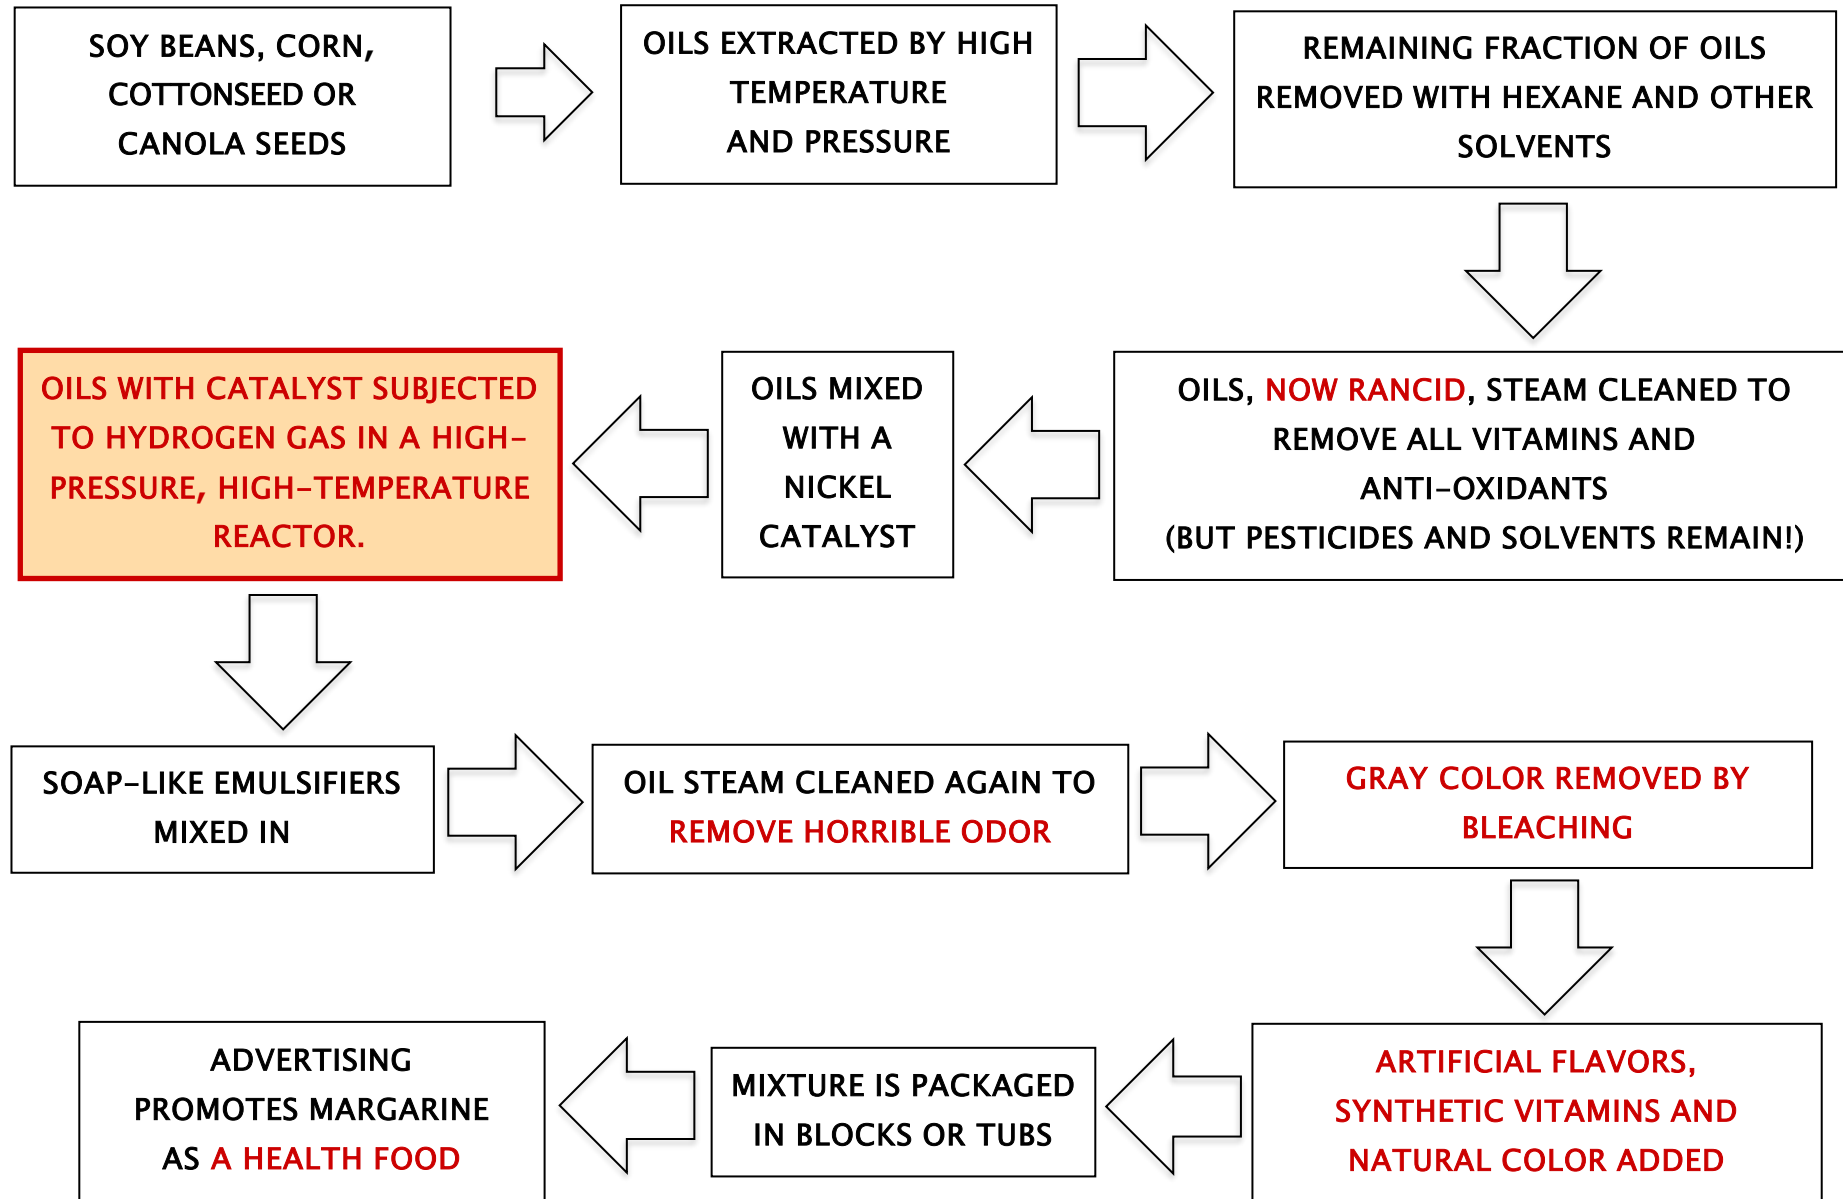 SOY BEANS, CORN,
COTTONSEED OR
CANOLA SEEDS
OILS EXTRACTED BY HIGH
TEMPERATURE
AND PRESSURE
REMAINING FRACTION OF OILS
REMOVED WITH HEXANE AND OTHER
SOLVENTS
OILS, NOW RANCID, STEAM CLEANED TO
REMOVE ALL VITAMINS AND
ANTI-OXIDANTS
(BUT PESTICIDES AND SOLVENTS REMAIN!)
OILS MIXED
WITH A
NICKEL
CATALYST
OILS WITH CATALYST SUBJECTED
TO HYDROGEN GAS IN A HIGH-
PRESSURE, HIGH-TEMPERATURE
REACTOR.
SOAP-LIKE EMULSIFIERS
MIXED IN
OIL STEAM CLEANED AGAIN TO
REMOVE HORRIBLE ODOR
GRAY COLOR REMOVED BY
BLEACHING
ARTIFICIAL FLAVORS,
SYNTHETIC VITAMINS AND
NATURAL COLOR ADDED
MIXTURE IS PACKAGED
IN BLOCKS OR TUBS
ADVERTISING
PROMOTES MARGARINE
AS A HEALTH FOOD